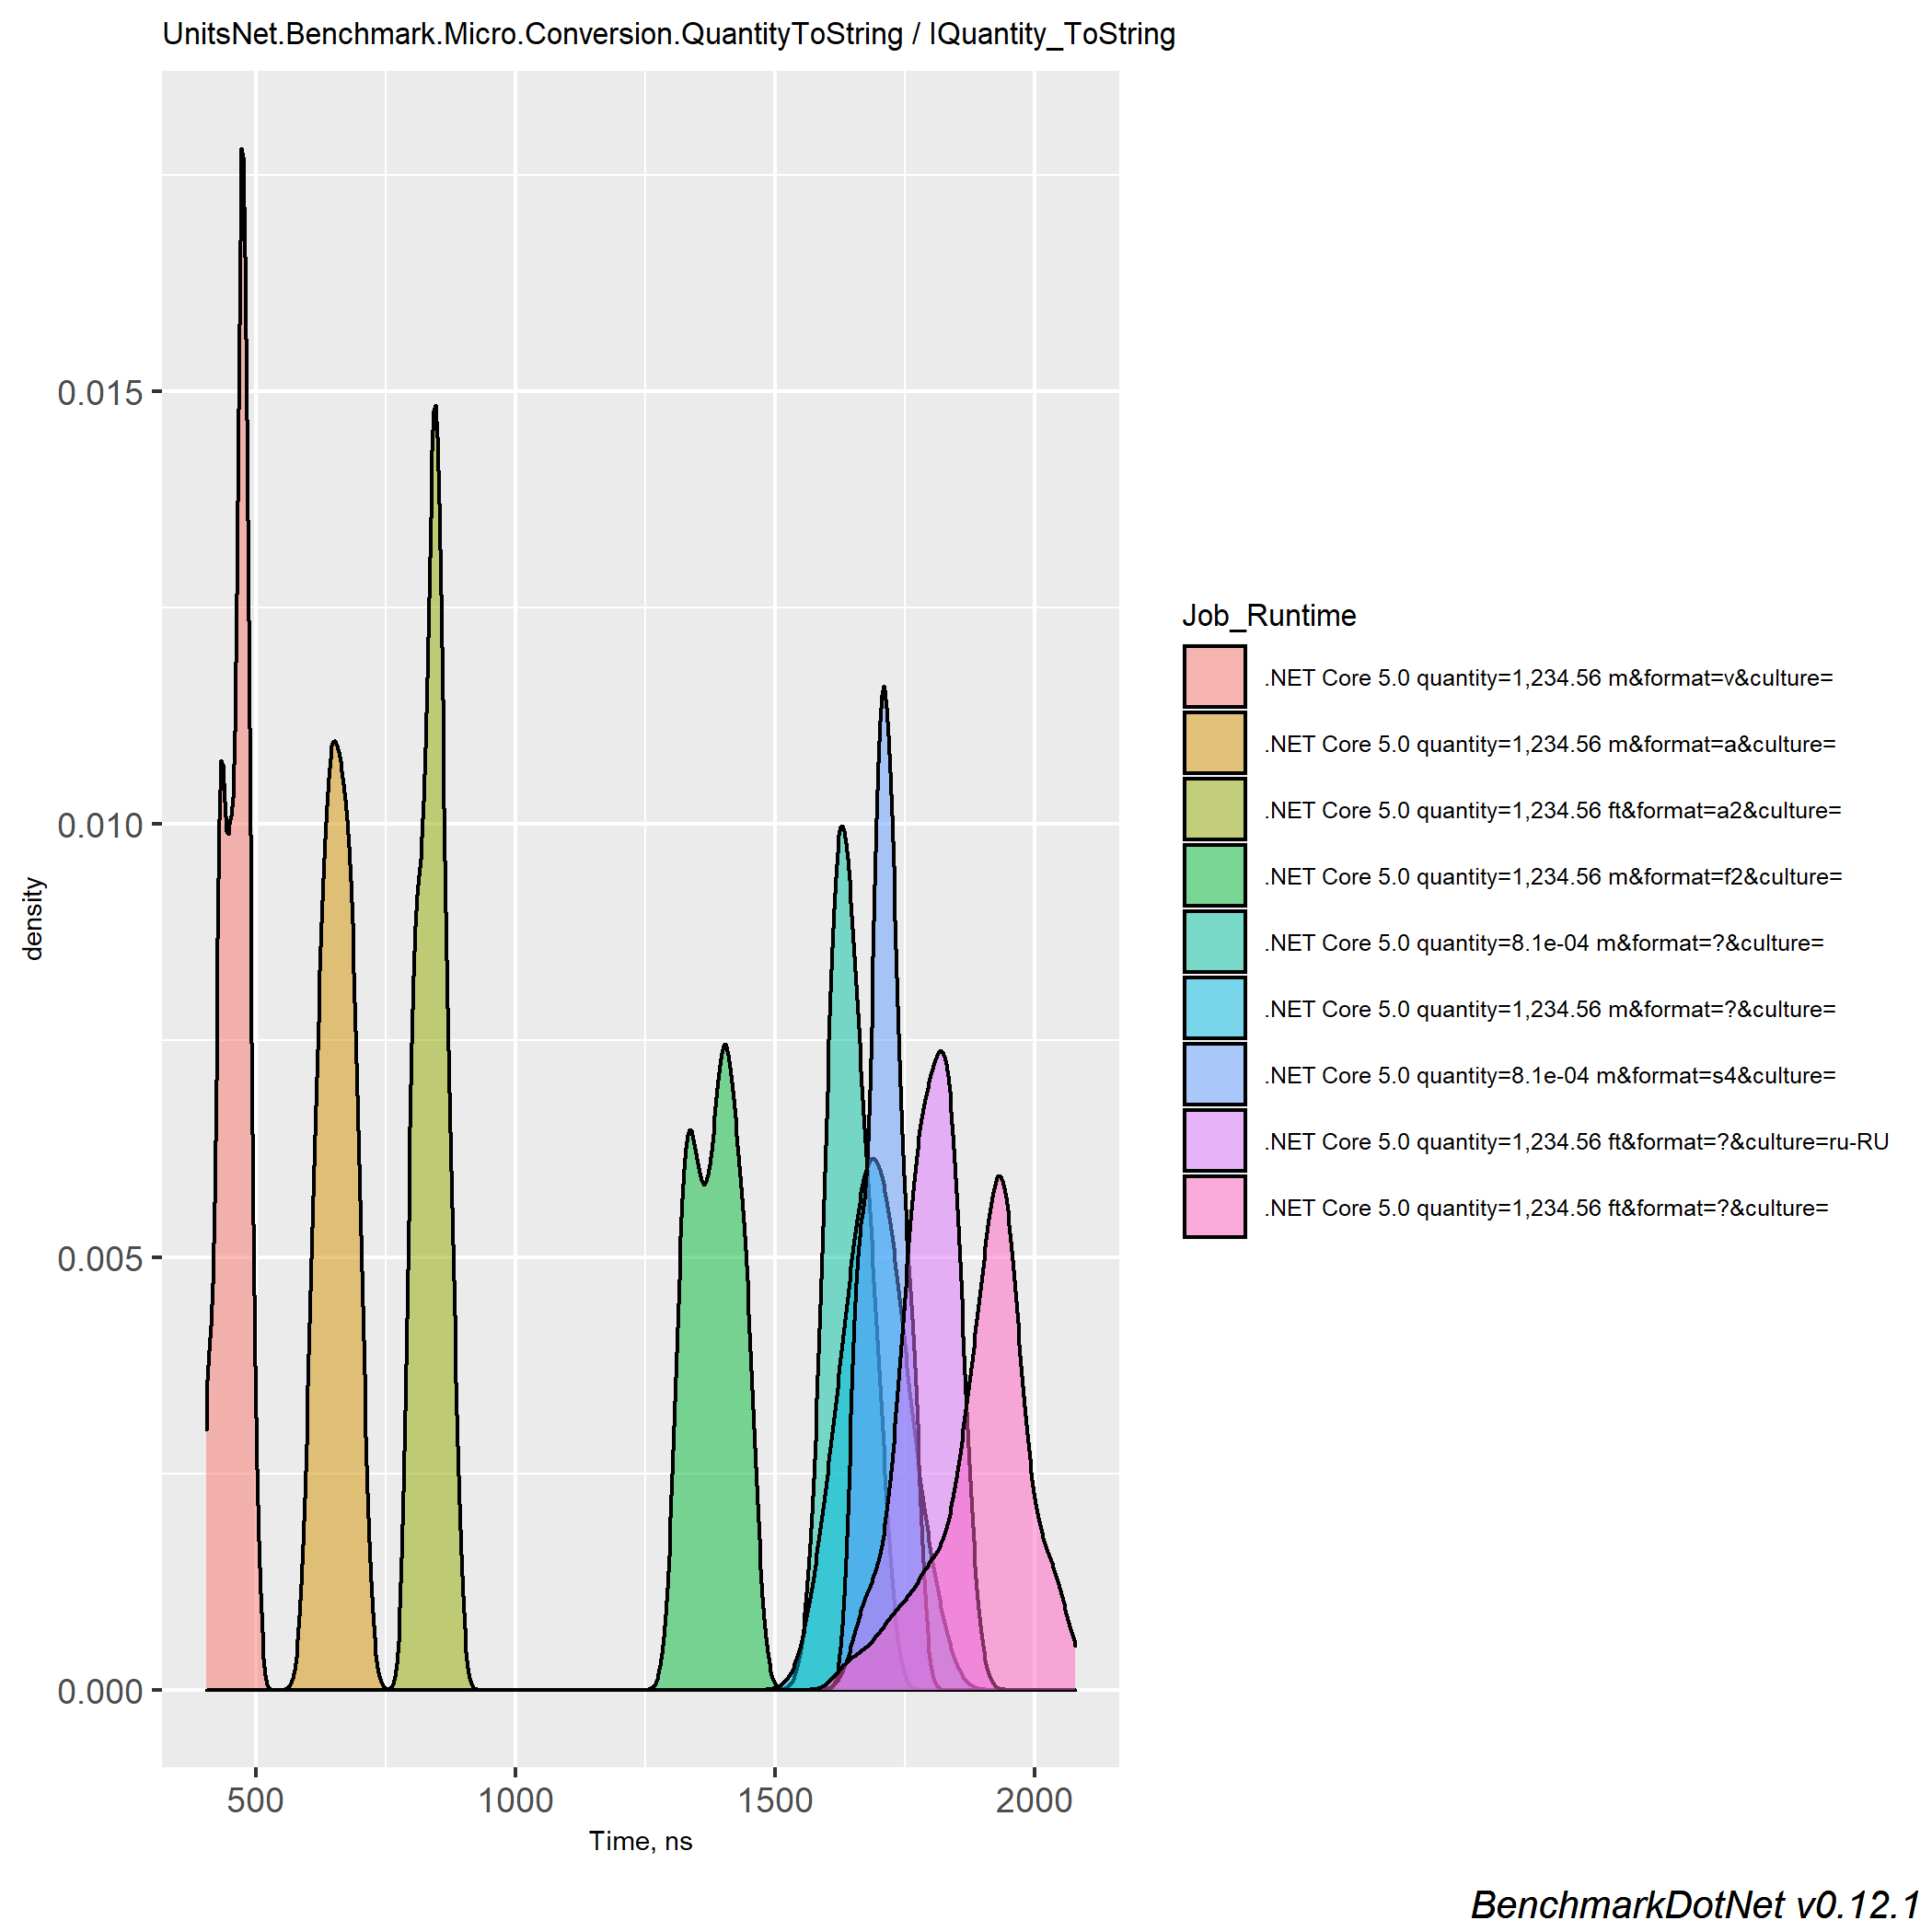 UnitsNet.Benchmark.Micro.Conversion.QuantityToString / IQuantity_ToString
0.015
0.010
0.005
0.000
density
500 1000 1500 2000
Time, ns
Job_Runtime
.NET Core 5.0 quantity=1,234.56 m&format=v&culture=
.NET Core 5.0 quantity=1,234.56 m&format=a&culture=
.NET Core 5.0 quantity=1,234.56 ft&format=a2&culture=
.NET Core 5.0 quantity=1,234.56 m&format=f2&culture=
.NET Core 5.0 quantity=8.1e-04 m&format=?&culture=
.NET Core 5.0 quantity=1,234.56 m&format=?&culture=
.NET Core 5.0 quantity=8.1e-04 m&format=s4&culture=
.NET Core 5.0 quantity=1,234.56 ft&format=?&culture=ru-RU
.NET Core 5.0 quantity=1,234.56 ft&format=?&culture=
BenchmarkDotNet v0.12.1